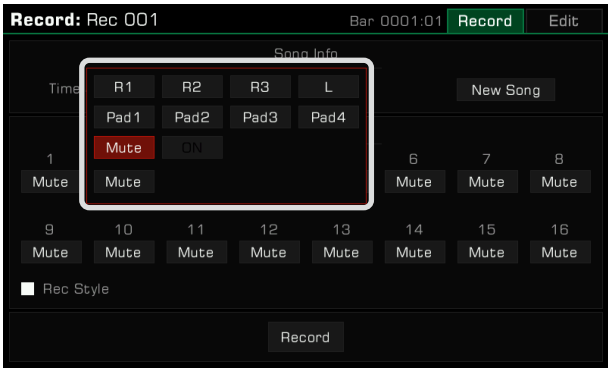 Record: Rec 001 Bar 0001:01 Record Edit
Song Info
Time New Song
R1 R2 R3 L
Pad1 Pad2 Pad3 Pad4
Mute ON
1 6 7 8
Mute Mute Mute Mute Mute
9 10 11 12 13 14 15 16
Mute Mute Mute Mute Mute Mute Mute Mute
Rec Style
Record